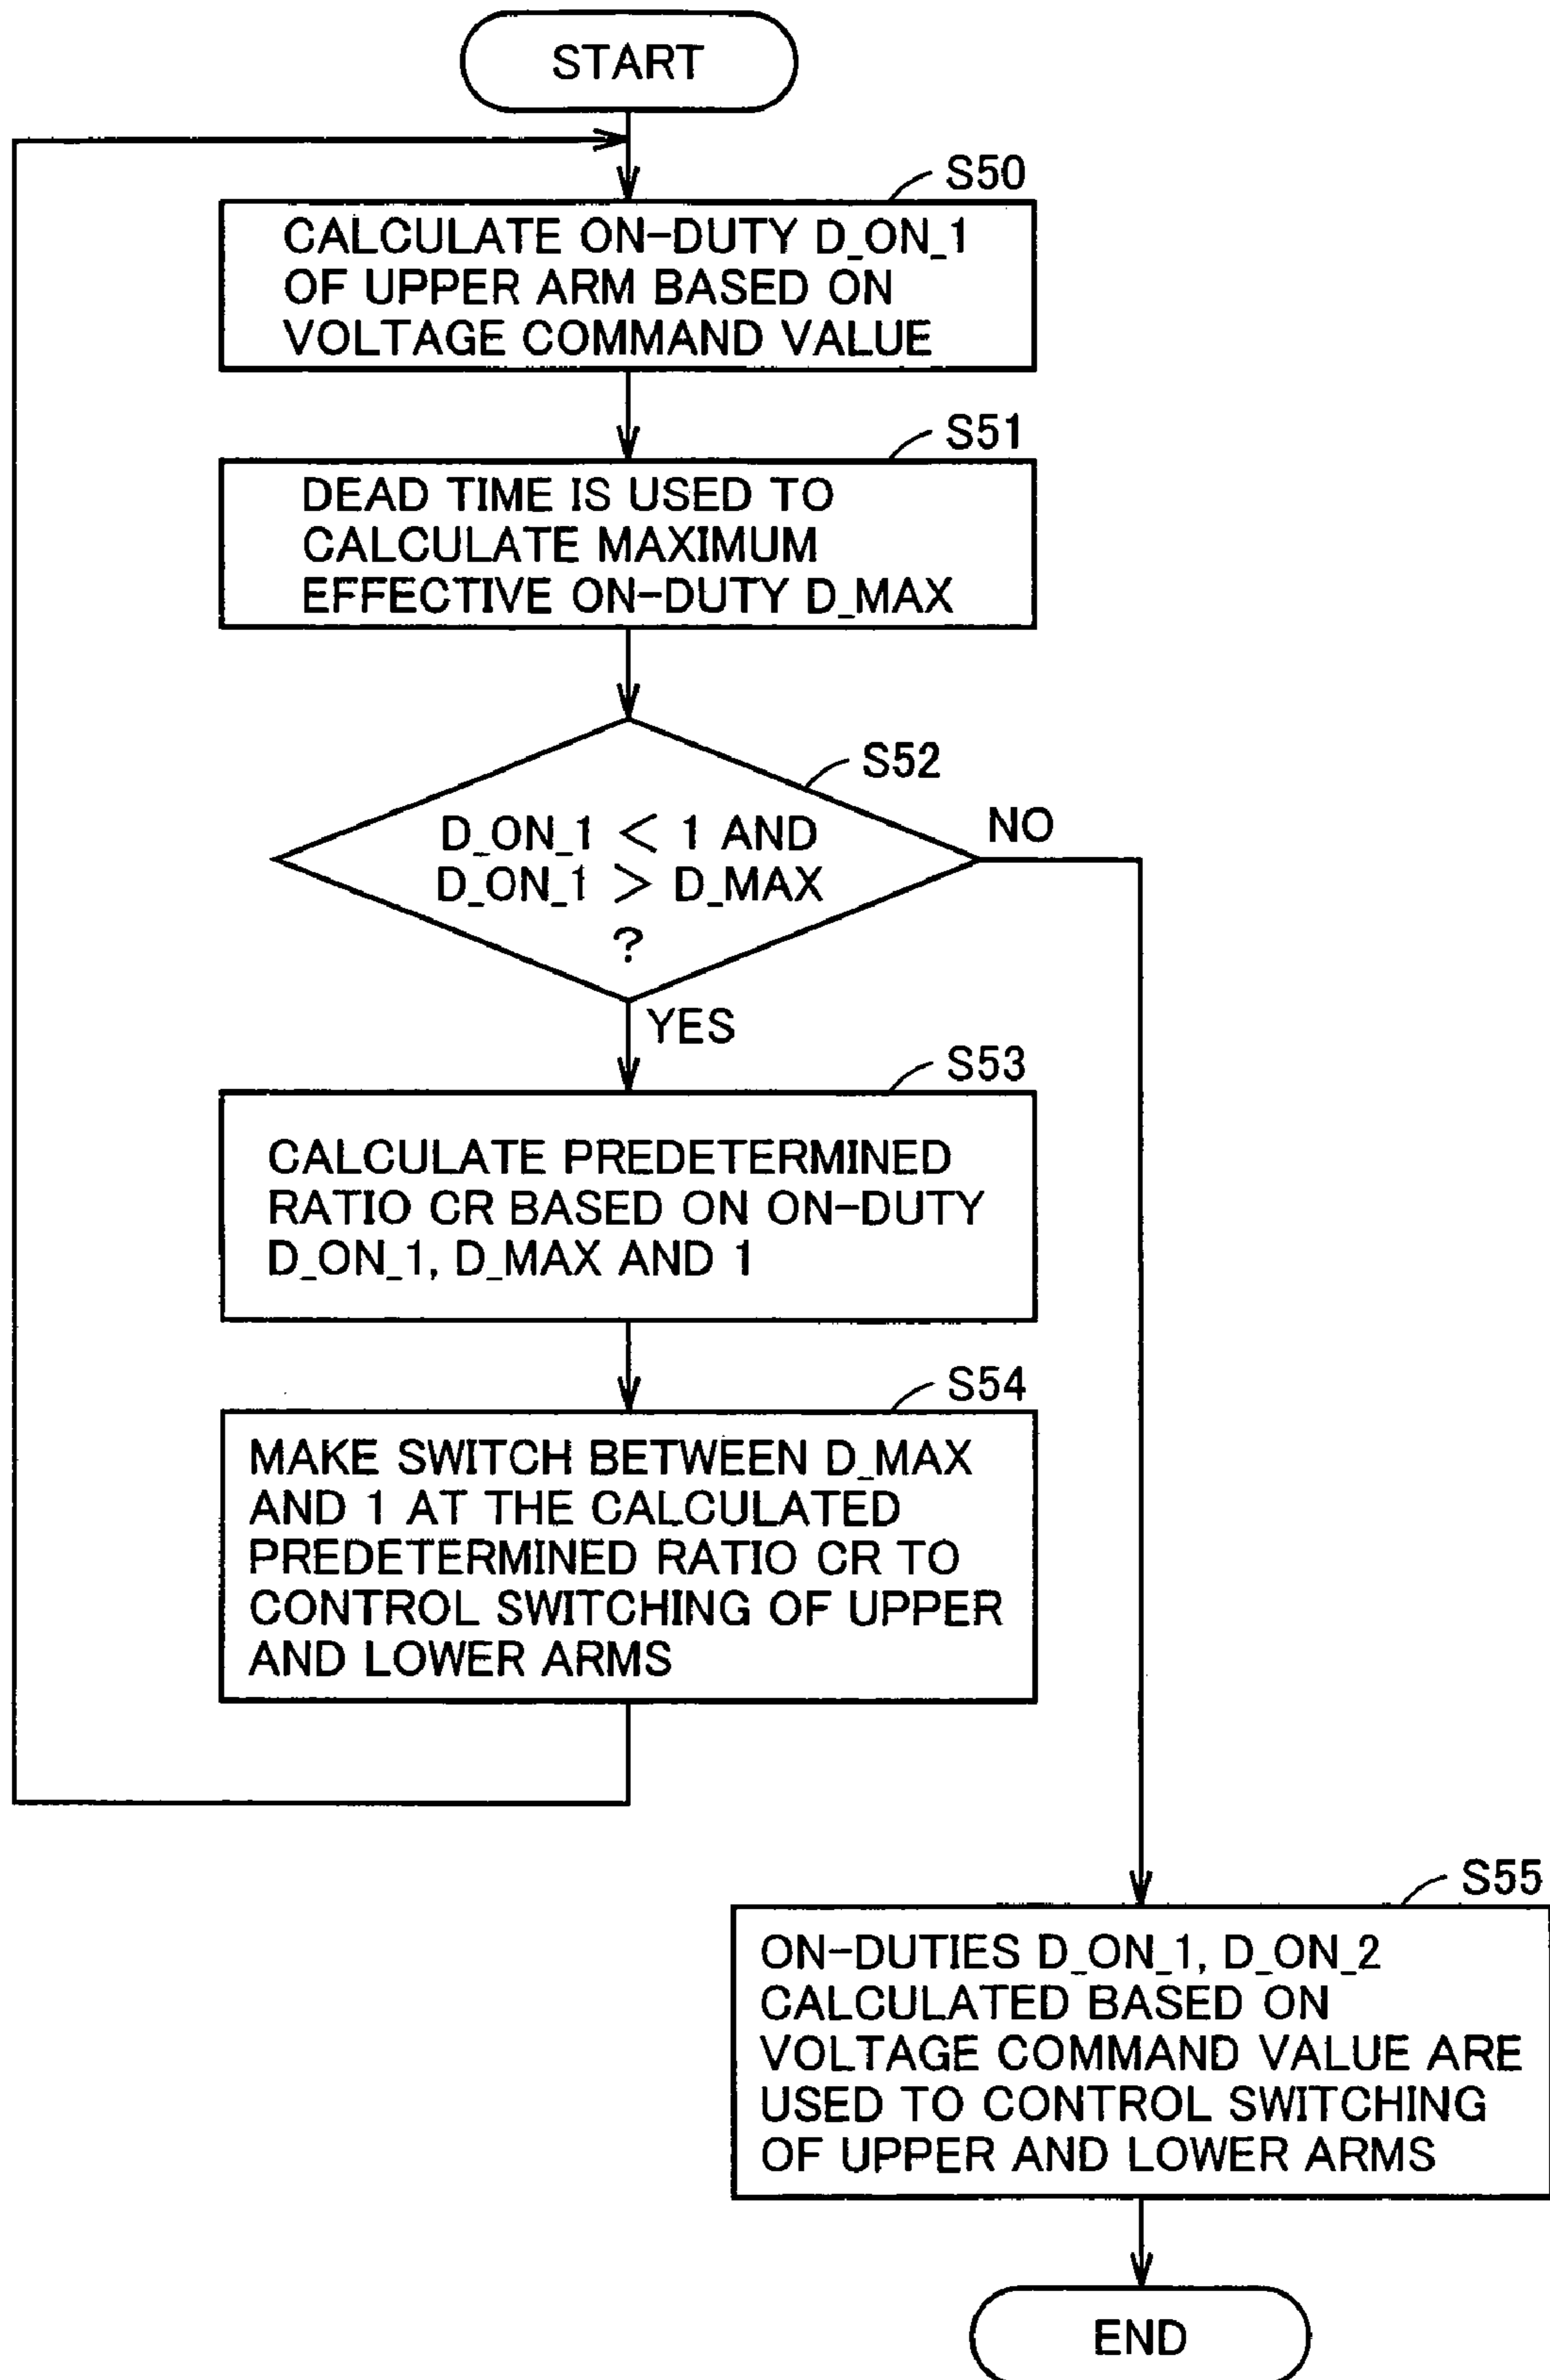 START
S50
CALCULATE ON-DUTY D_ON_1
OF UPPER ARM BASED ON
VOLTAGE COMMAND VALUE
S51
DEAD TIME IS USED TO
CALCULATE MAXIMUM
EFFECTIVE ON-DUTY D_MAX
S52
D_ON_1 < 1 AND
D_ON_1 > D_MAX
?
NO
YES
S53
CALCULATE PREDETERMINED
RATIO CR BASED ON ON-DUTY
D_ON_1, D_MAX AND 1
S54
MAKE SWITCH BETWEEN D_MAX
AND 1 AT THE CALCULATED
PREDETERMINED RATIO CR TO
CONTROL SWITCHING OF UPPER
AND LOWER ARMS
S55
ON-DUTIES D_ON_1, D_ON_2
CALCULATED BASED ON
VOLTAGE COMMAND VALUE ARE
USED TO CONTROL SWITCHING
OF UPPER AND LOWER ARMS
END